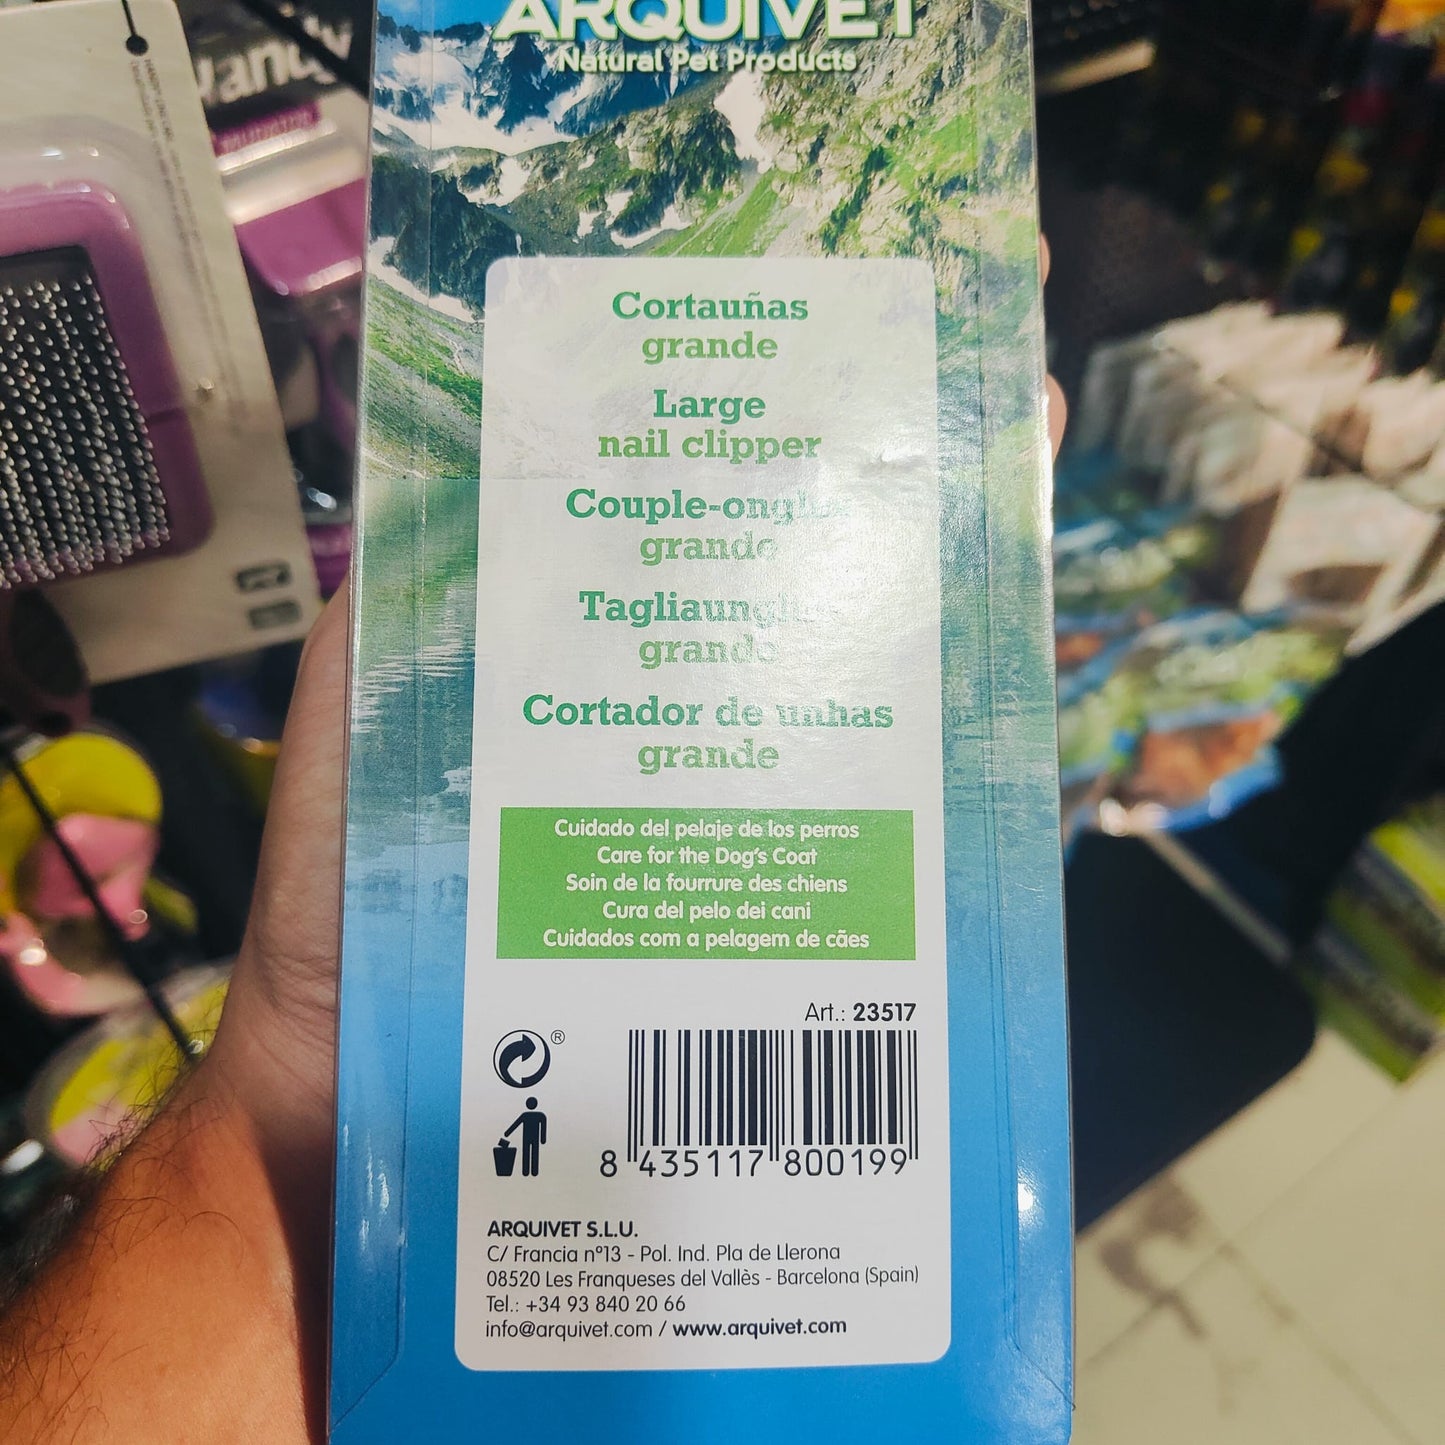 ARQUIVET
Natural Pet Products
Cortauñas
grande
Large
nail clipper
grande
grande
Cortador de unhas
grande
Cuidado del pelaje de los perros
Care for the Dog's Coat
Soin de la fourrure des chiens
Cura del pelo dei cani
Cuidados com a pelagem de cães
Art.: 23517
®
8 435117 800199
ARQUIVET S.L.U.
C/ Francia nº13 - Pol. Ind. Pla de Llerona
08520 Les Franqueses del Vallès - Barcelona (Spain)
Tel.: +34 93 840 20 66
info@arquivet.com / www.arquivet.com